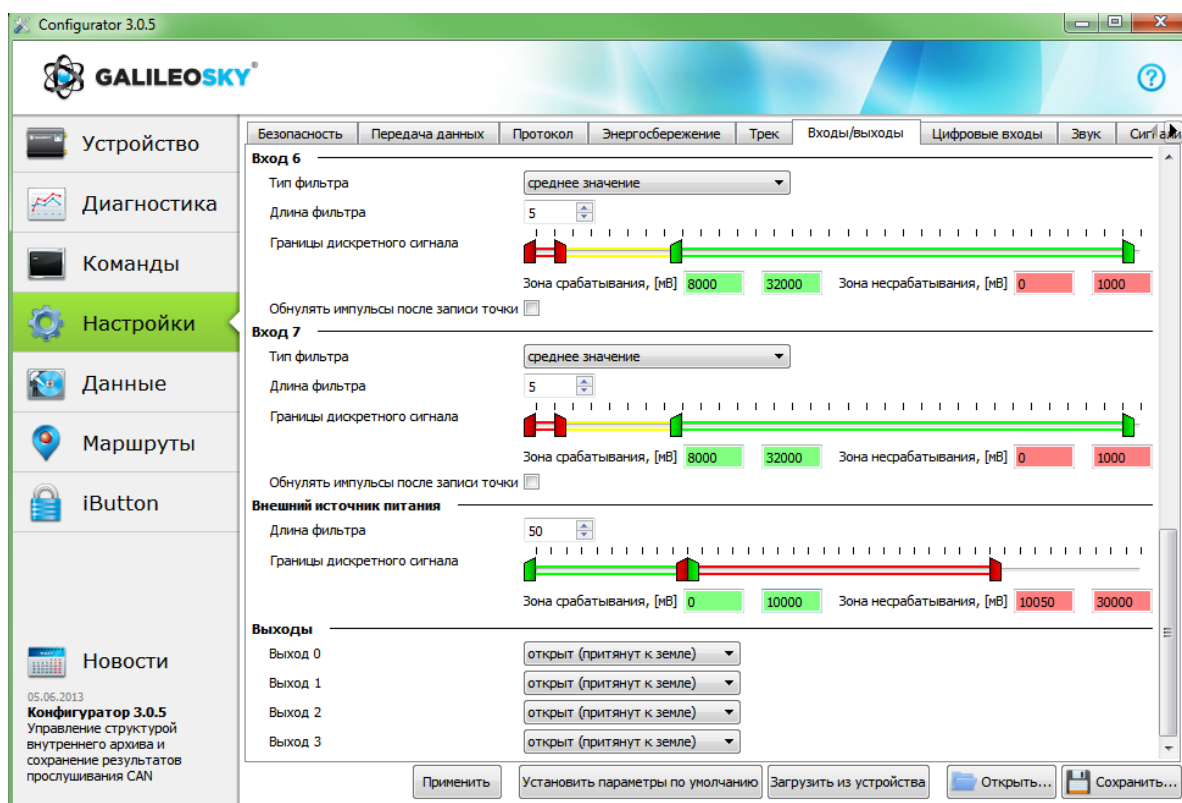 Configurator 3.0.5
GALILEOSKY®
?
Устройство
Диагностика
Команды
Настройки
Данные
Маршруты
iButton
Новости
05.06.2013
Конфигуратор 3.0.5
Управление структурой
внутреннего архива и
сохранение результатов
прослушивания CAN
Безопасность Передача данных Протокол Энергосбережение Трек Входы/выходы Цифровые входы Звук
Вход 6
Тип фильтра среднее значение
Длина фильтра 5
Границы дискретного сигнала
Зона срабатывания, [мВ] 8000 32000 Зона несрабатывания, [мВ] 0 1000
Обнулять импульсы после записи точки
Вход 7
Тип фильтра среднее значение
Длина фильтра 5
Границы дискретного сигнала
Зона срабатывания, [мВ] 8000 32000 Зона несрабатывания, [мВ] 0 1000
Обнулять импульсы после записи точки
Внешний источник питания
Длина фильтра 50
Границы дискретного сигнала
Зона срабатывания, [мВ] 0 10000 Зона несрабатывания, [мВ] 10050 30000
Выходы
Выход 0 открыт (притянут к земле)
Выход 1 открыт (притянут к земле)
Выход 2 открыт (притянут к земле)
Выход 3 открыт (притянут к земле)
Применить Установить параметры по умолчанию Загрузить из устройства Открыть... Сохранить...